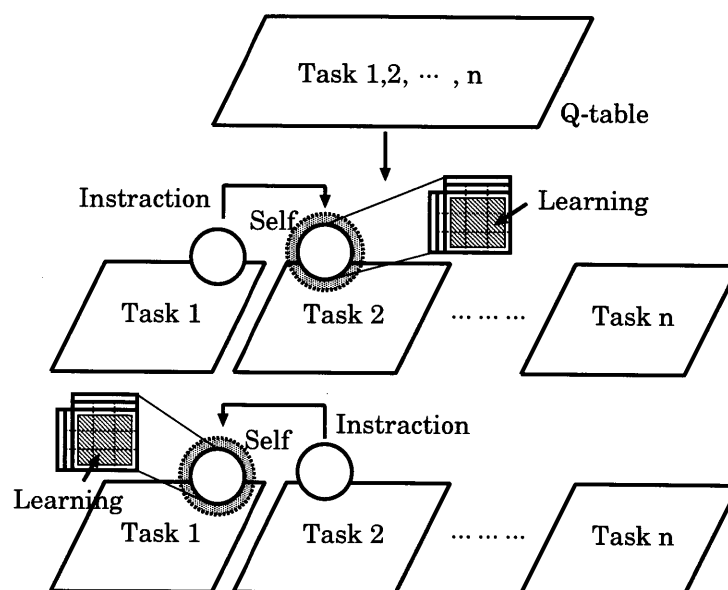 Task 1,2, ⋯ , n
Q-table
Instraction
Self
Learning
Task 1
Task 2
⋯ ⋯ ⋯
Task n
Self
Instraction
Learning
Task 1
Task 2
⋯ ⋯ ⋯
Task n